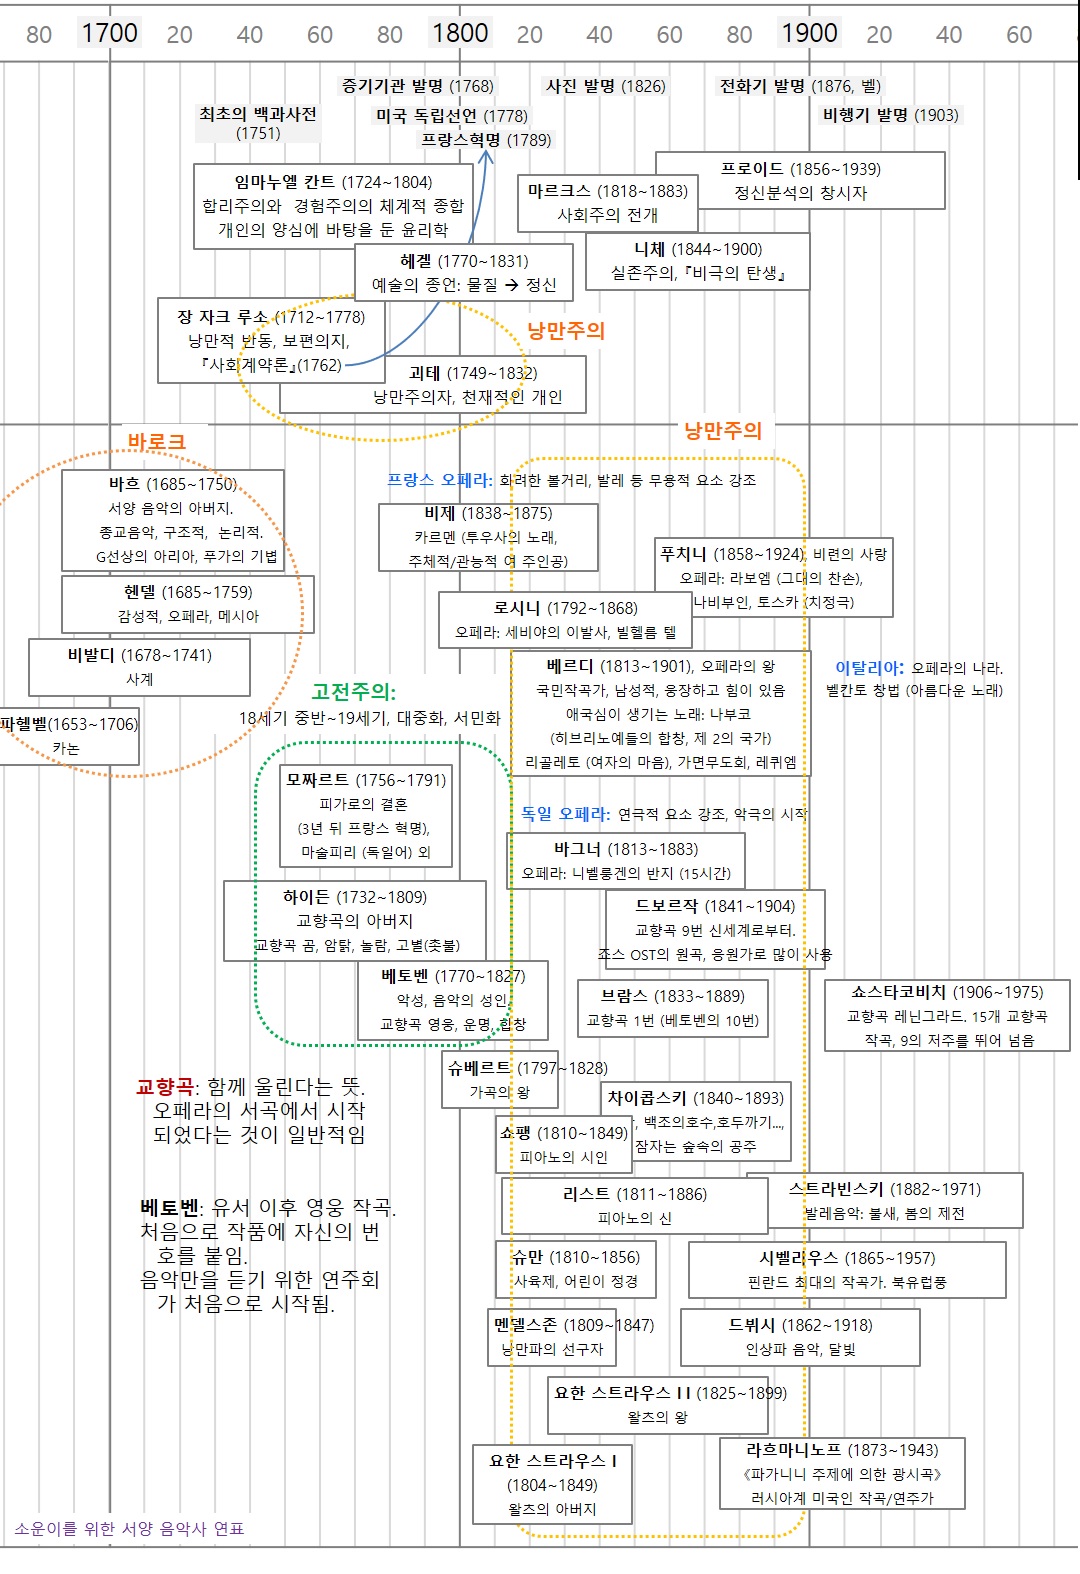 80 1700 20 40 60 80 1800 20 40 60 80 1900 20 40 60
증기기관 발명 (1768)
사진 발명 (1826)
전화기 발명 (1876, 벨)
최초의 백과사전
(1751)
미국 독립선언 (1778)
비행기 발명 (1903)
프랑스혁명 (1789)
임마누엘 칸트 (1724~1804)
합리주의와 경험주의의 체계적 종합
개인의 양심에 바탕을 둔 윤리학
마르크스 (1818~1883)
사회주의 전개
프로이드 (1856~1939)
정신분석의 창시자
헤겔 (1770~1831)
예술의 종언: 물질 → 정신
니체 (1844~1900)
실존주의,『비극의 탄생』
장 자크 루소 (1712~1778)
낭만적 반동, 보편의지,
『사회계약론』(1762)
낭만주의
괴테 (1749~1832)
낭만주의자, 천재적인 개인
바로크
낭만주의
바흐 (1685~1750)
서양 음악의 아버지.
종교음악, 구조적, 논리적.
G선상의 아리아, 푸가의 기볍
프랑스 오페라: 화려한 볼거리, 발레 등 무용적 요소 강조
비제 (1838~1875)
카르멘 (투우사의 노래,
주체적/관능적 여 주인공)
푸치니 (1858~1924), 비련의 사랑
오페라: 라보엠 (그대의 찬손),
나비부인, 토스카 (치정극)
헨델 (1685~1759)
감성적, 오페라, 메시아
로시니 (1792~1868)
오페라: 세비야의 이발사, 빌헬름 텔
비발디 (1678~1741)
사계
베르디 (1813~1901), 오페라의 왕
국민작곡가, 남성적, 웅장하고 힘이 있음
애국심이 생기는 노래: 나부코
(히브리노예들의 합창, 제 2의 국가)
리골레토 (여자의 마음), 가면무도회, 레퀴엠
이탈리아: 오페라의 나라.
벨칸토 창법 (아름다운 노래)
고전주의:
18세기 중반~19세기, 대중화, 서민화
파헬벨(1653~1706)
카논
모짜르트 (1756~1791)
피가로의 결혼
(3년 뒤 프랑스 혁명),
마술피리 (독일어) 외
독일 오페라: 연극적 요소 강조, 악극의 시작
바그너 (1813~1883)
오페라: 니벨룽겐의 반지 (15시간)
하이든 (1732~1809)
교향곡의 아버지
교향곡 곰, 암탉, 놀람, 고별(촛불)
드보르작 (1841~1904)
교향곡 9번 신세계로부터.
죠스 OST의 원곡, 응원가로 많이 사용
베토벤 (1770~1827)
악성, 음악의 성인,
교향곡 영웅, 운명, 합창
브람스 (1833~1889)
교향곡 1번 (베토벤의 10번)
쇼스타코비치 (1906~1975)
교향곡 레닌그라드. 15개 교향곡
작곡, 9의 저주를 뛰어 넘음
슈베르트 (1797~1828)
가곡의 왕
교향곡: 함께 울린다는 뜻.
오페라의 서곡에서 시작
되었다는 것이 일반적임
차이콥스키 (1840~1893)
, 백조의호수,호두까기...,
잠자는 숲속의 공주
쇼팽 (1810~1849)
피아노의 시인
리스트 (1811~1886)
피아노의 신
스트라빈스키 (1882~1971)
발레음악: 불새, 봄의 제전
베토벤: 유서 이후 영웅 작곡.
처음으로 작품에 자신의 번
호를 붙임.
음악만을 듣기 위한 연주회
가 처음으로 시작됨.
슈만 (1810~1856)
사육제, 어린이 정경
시벨리우스 (1865~1957)
핀란드 최대의 작곡가. 북유럽풍
멘델스존 (1809~1847)
낭만파의 선구자
드뷔시 (1862~1918)
인상파 음악, 달빛
요한 스트라우스 II (1825~1899)
왈츠의 왕
요한 스트라우스 I
(1804~1849)
왈츠의 아버지
라흐마니노프 (1873~1943)
《파가니니 주제에 의한 광시곡》
러시아계 미국인 작곡/연주가
소운이를 위한 서양 음악사 연표